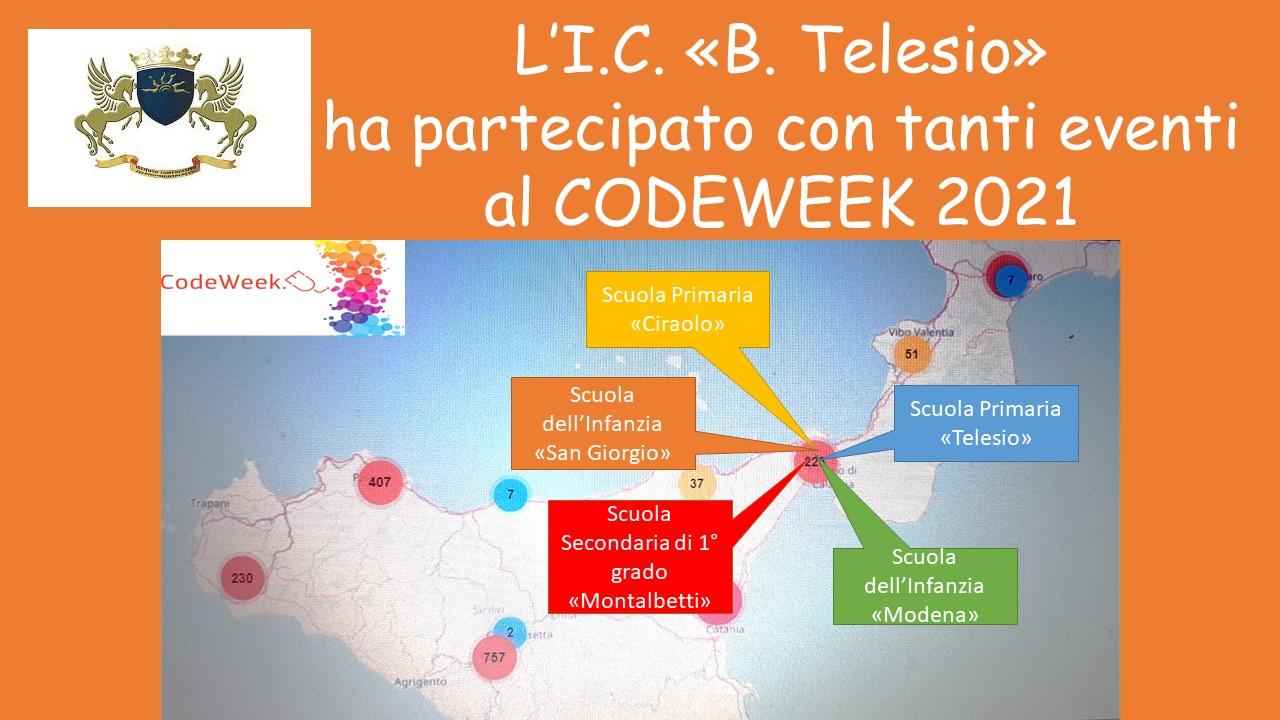 L’I.C. «B. Telesio»
ha partecipato con tanti eventi
al CODEWEEK 2021
CodeWeek.
Scuola Primaria
«Ciraolo»
7
Vibo Valentia
51
Scuola
dell’Infanzia
«San Giorgio»
Scuola Primaria
«Telesio»
407
7
37
Trapani
Scuola
Secondaria di 1°
grado
«Montalbetti»
Scuola
dell’Infanzia
«Modena»
230
Sicilia
2
Catania
757
Agrigento